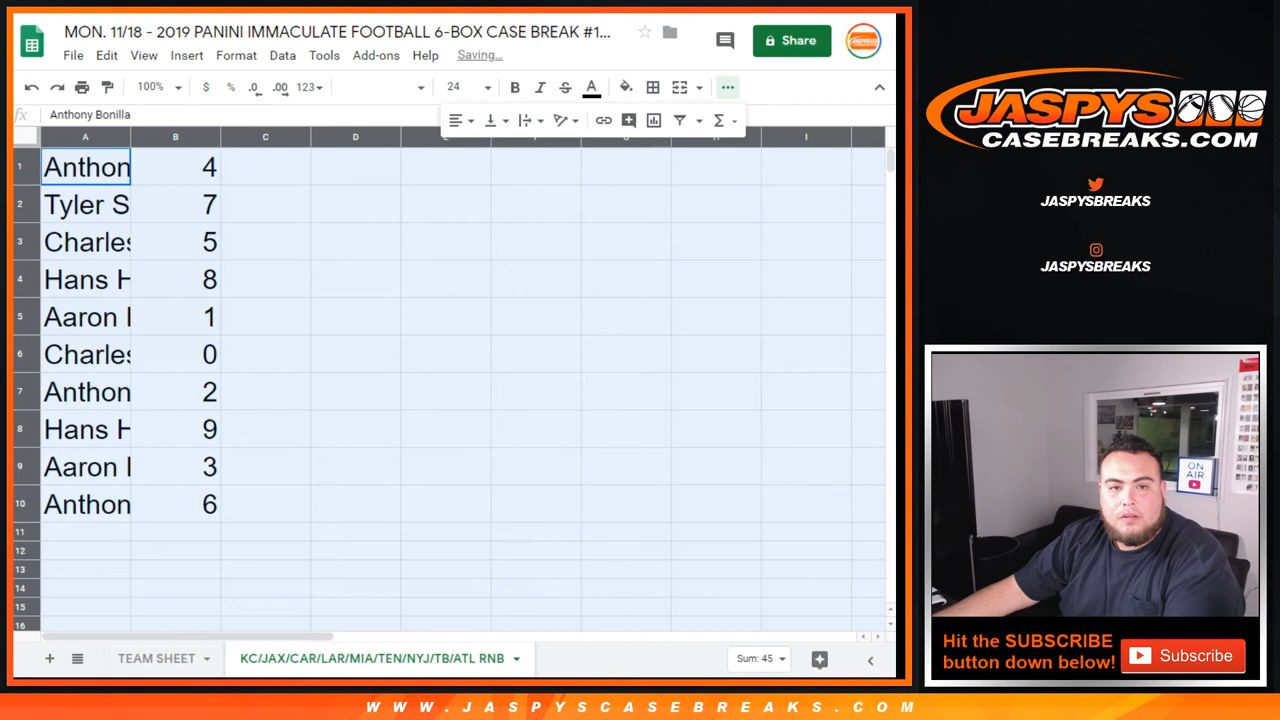 MON. 11/18 - 2019 PANINI IMMACULATE FOOTBALL 6-BOX CASE BREAK #1...
Share
File Edit View Insert Format Data Tools Add-ons Help Saving...
100% $ % .0 .00 123 24 B I S A
fx Anthony Bonilla
A B C D H I
1 Anthon 4
2 Tyler S 7
3 Charles 5
4 Hans H 8
5 Aaron 1
6 Charles 0
7 Anthon 2
8 Hans H 9
9 Aaron 3
10 Anthon 6
11
12
13
14
15
16
TEAM SHEET KC/JAX/CAR/LAR/MIA/TEN/NYJ/TB/ATL RNB Sum: 45
JASPYS
CASEBREAKS.COM
JASPYSBREAKS
JASPYSBREAKS
ON
AIR
Hit the SUBSCRIBE
button down below!
Subscribe
WWW.JASPYSCASEBREAKS.COM